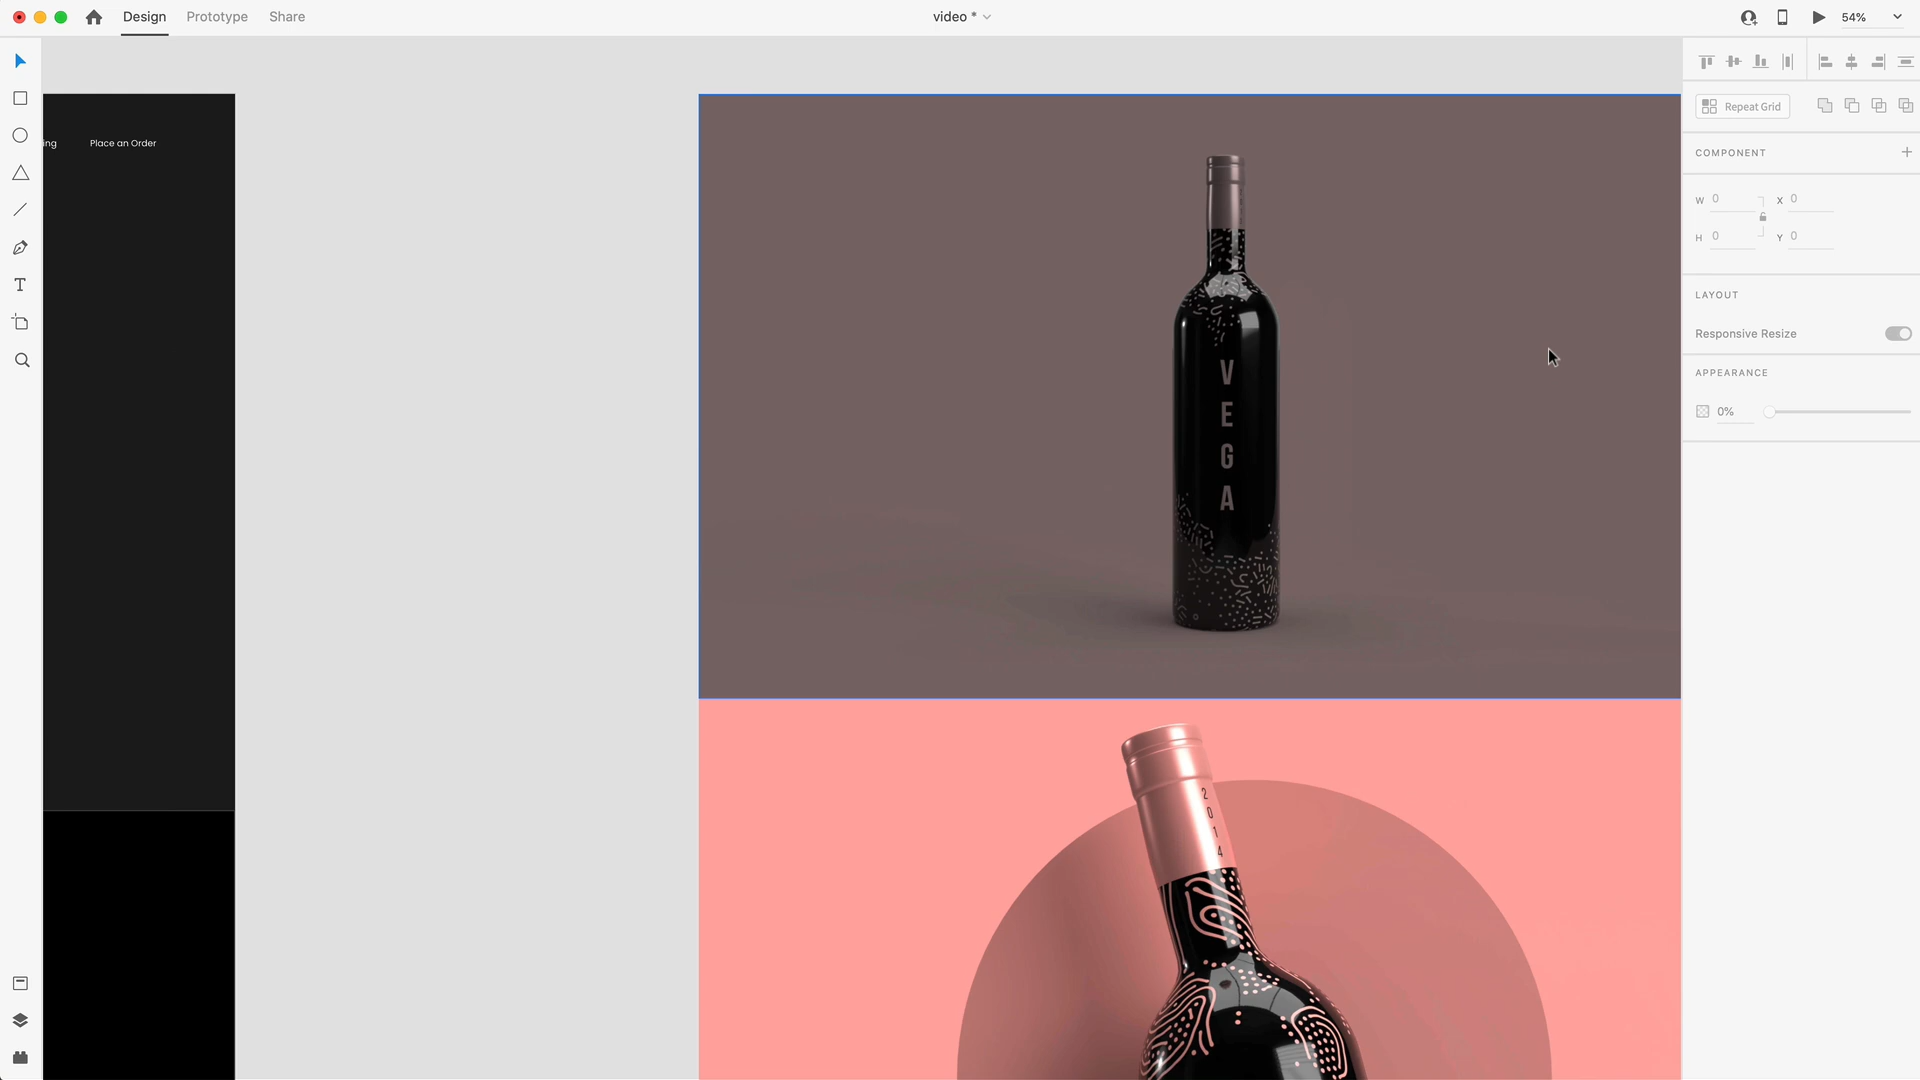 Design Prototype Share
video *
54%
ing Place an Order
Repeat Grid
COMPONENT
W 0 X 0
H 0 Y 0
LAYOUT
Responsive Resize
APPEARANCE
0%
V
E
G
A
2
0
1
4